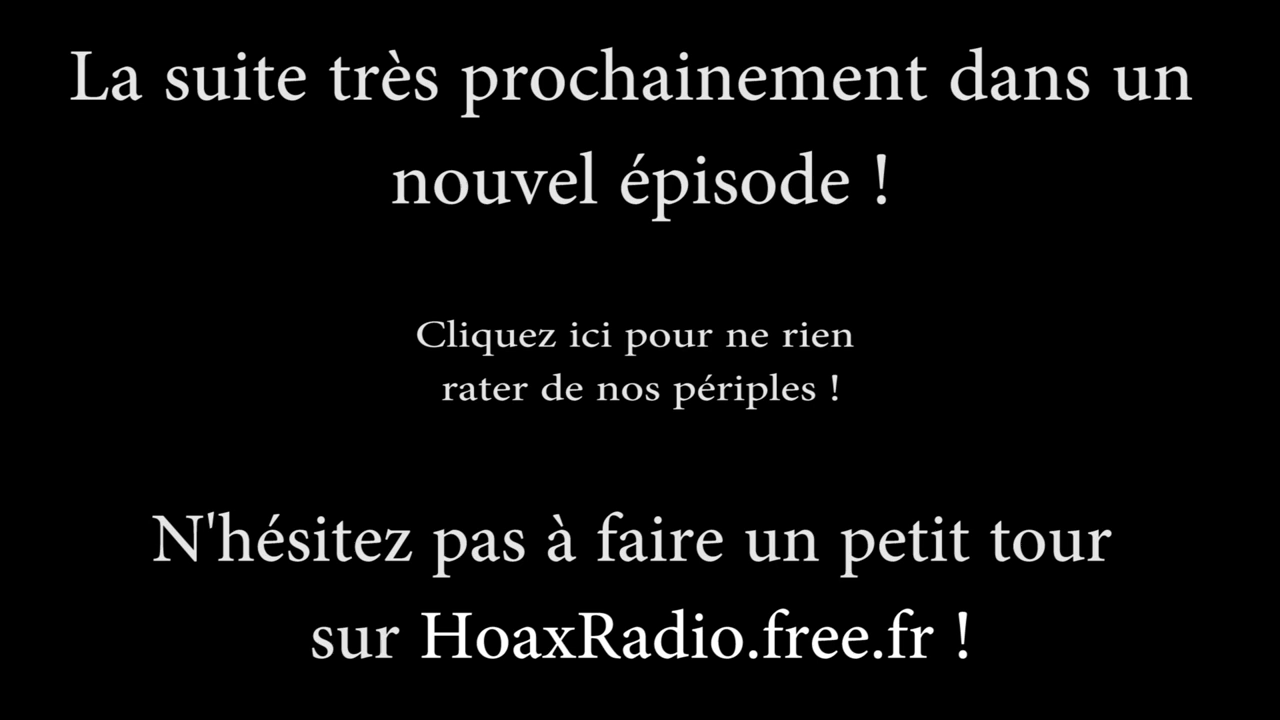 La suite très prochainement dans un
nouvel épisode !
Cliquez ici pour ne rien
rater de nos périples !
N'hésitez pas à faire un petit tour
sur HoaxRadio.free.fr !